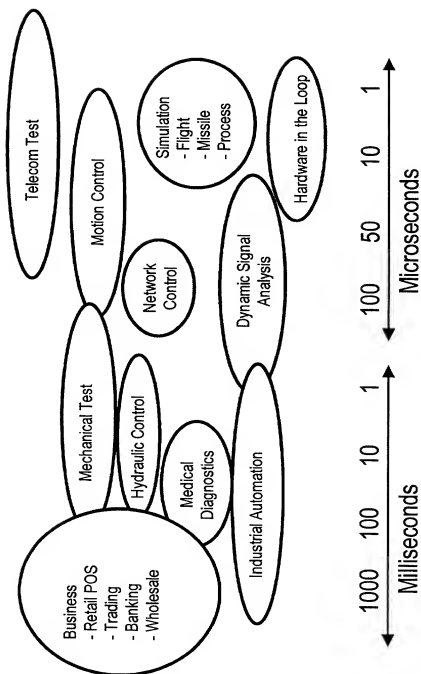 Telecom Test
Motion Control
Simulation
- Flight
- Missile
- Process
Hardware in the Loop
Network
Control
Dynamic Signal
Analysis
Mechanical Test
Hydraulic Control
Medical
Diagnostics
Industrial Automation
Business
- Retail POS
- Trading
- Banking
- Wholesale
1000 100 10 1
Milliseconds
100 50 10 1
Microseconds